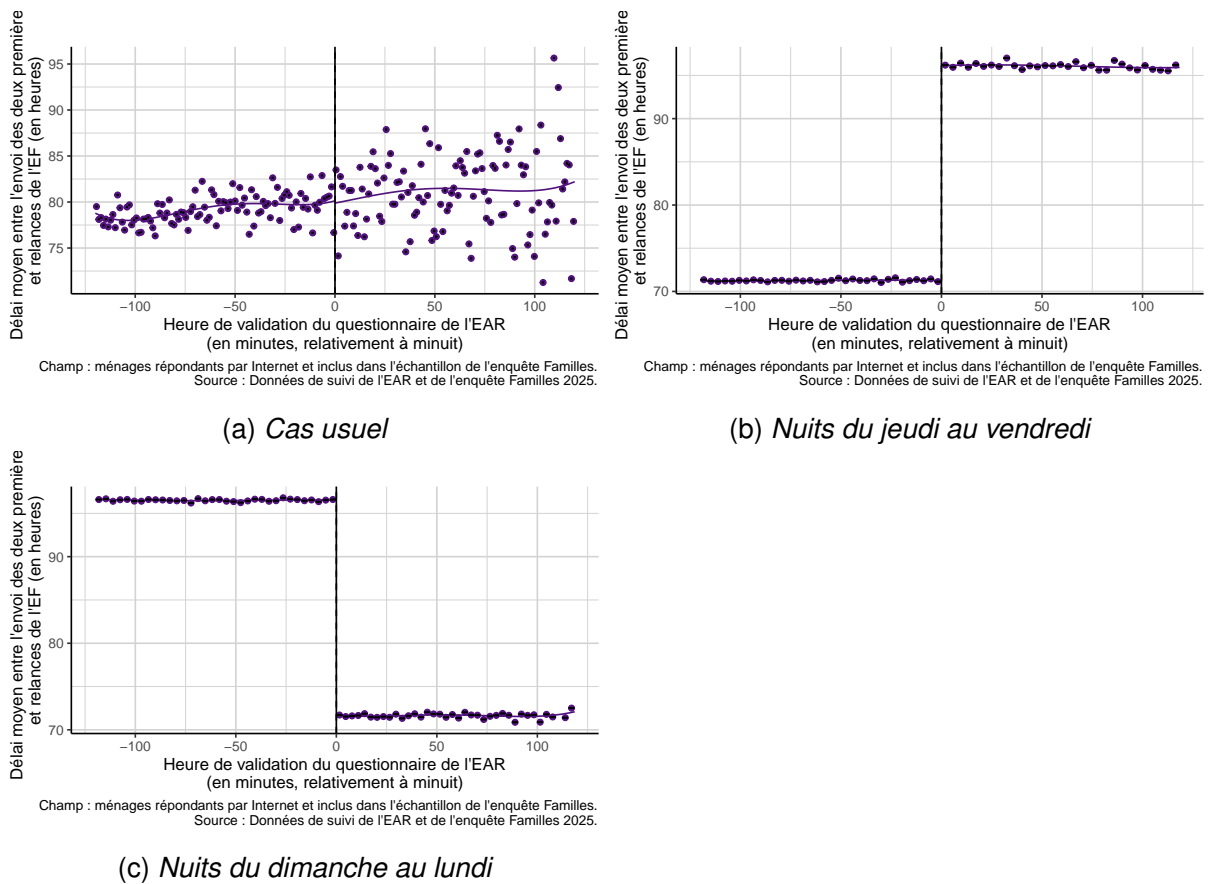 Délai moyen entre l'envoi des deux première
et relances de l'EF (en heures)
95
90
85
80
75
−100
−50
0
50
100
Heure de validation du questionnaire de l'EAR
(en minutes, relativement à minuit)
Champ : ménages répondants par Internet et inclus dans l'échantillon de l'enquête Familles.
Source : Données de suivi de l'EAR et de l'enquête Familles 2025.
(a) Cas usuel
Délai moyen entre l'envoi des deux première
et relances de l'EF (en heures)
90
80
70
−100
−50
0
50
100
Heure de validation du questionnaire de l'EAR
(en minutes, relativement à minuit)
Champ : ménages répondants par Internet et inclus dans l'échantillon de l'enquête Familles.
Source : Données de suivi de l'EAR et de l'enquête Familles 2025.
(b) Nuits du jeudi au vendredi
Délai moyen entre l'envoi des deux première
et relances de l'EF (en heures)
90
80
70
−100
−50
0
50
100
Heure de validation du questionnaire de l'EAR
(en minutes, relativement à minuit)
Champ : ménages répondants par Internet et inclus dans l'échantillon de l'enquête Familles.
Source : Données de suivi de l'EAR et de l'enquête Familles 2025.
(c) Nuits du dimanche au lundi